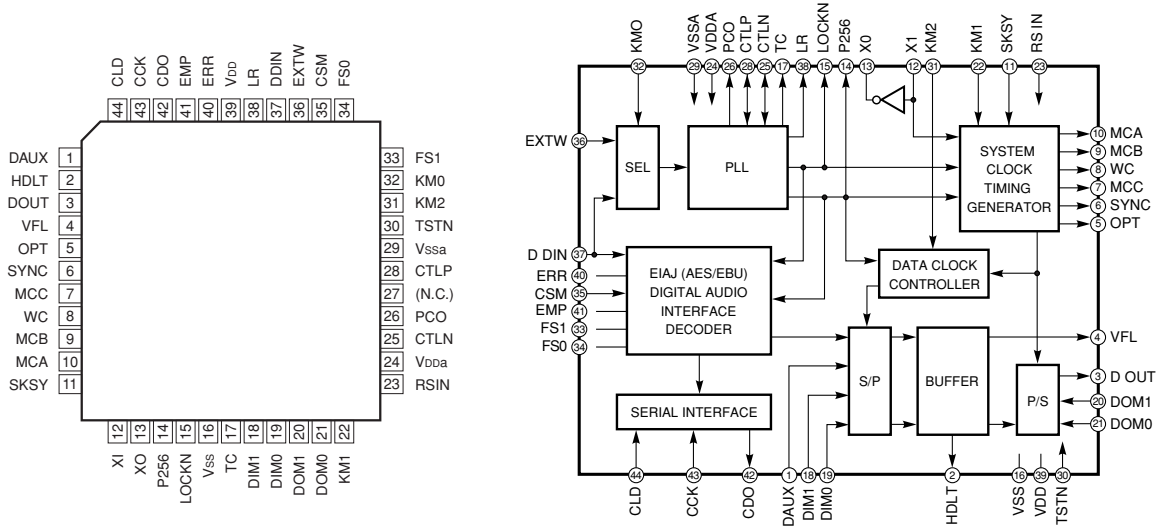 CLD CCK CDO EMP ERR VDD LR DDIN EXTW CSM FS0
44 43 42 41 40 39 38 37 36 35 34
DAUX 1
HDLT 2
DOUT 3
VFL 4
OPT 5
SYNC 6
MCC 7
WC 8
MCB 9
MCA 10
SKSY 11
33 FS1
32 KM0
31 KM2
30 TSTN
29 VSSa
28 CTLP
27 (N.C.)
26 PCO
25 CTLN
24 VDDa
23 RSIN
12 13 14 15 16 17 18 19 20 21 22
XI XO P256 LOCKN VSS TC DIM1 DIM0 DOM1 DOM0 KM1
KMO VSSA VDDA PCO CTLP CTLN TC LR LOCKN P256 X0 X1 KM2 KM1 SKSY RS IN
32 29 24 26 28 25 17 38 15 14 13 12 31 22 11 23
EXTW 36
SEL
PLL
SYSTEM
CLOCK
TIMING
GENERATOR
10 MCA
9 MCB
8 WC
7 MCC
6 SYNC
5 OPT
D DIN 37
ERR 40
CSM 35
EMP 41
FS1 33
FS0 34
EIAJ (AES/EBU)
DIGITAL AUDIO
INTERFACE
DECODER
DATA CLOCK
CONTROLLER
S/P
BUFFER
P/S
4 VFL
3 D OUT
20 DOM1
21 DOM0
SERIAL INTERFACE
44 43 42 1 18 19 2 16 39 30
CLD CCK CDO DAUX DIM1 DIM0 HDLT VSS VDD TSTN